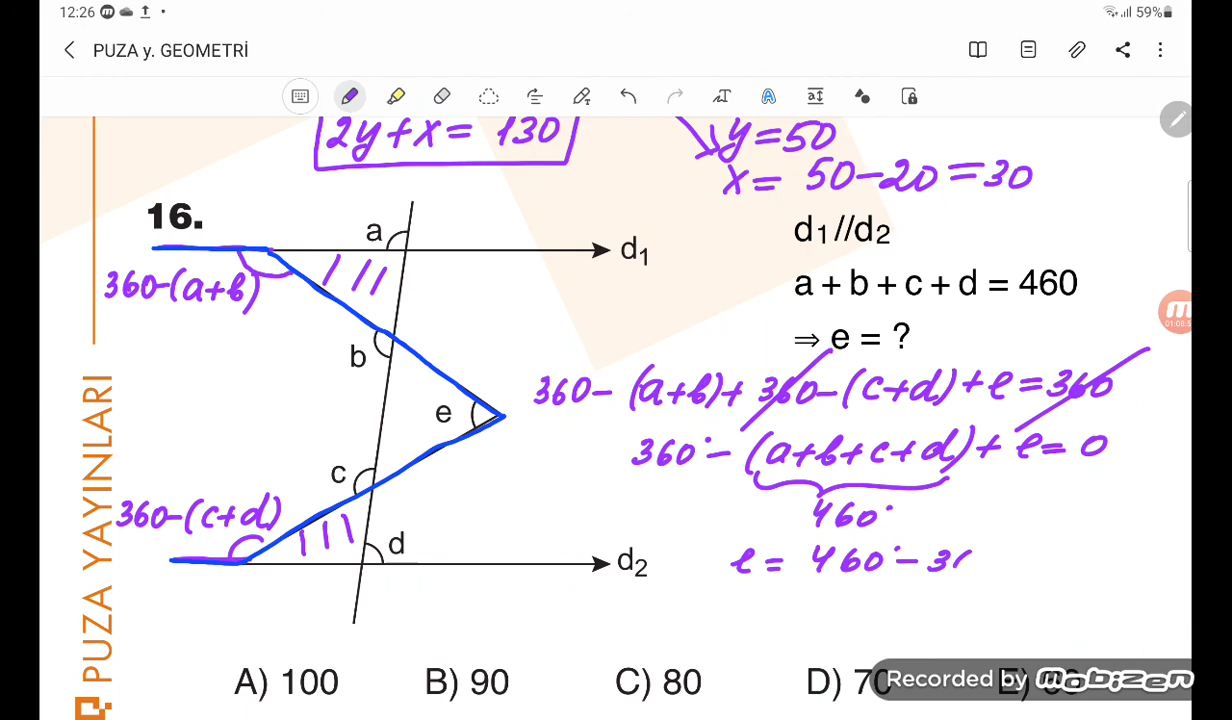 12:26 59%
PUZA y. GEOMETRİ
2y+x = 130
y=50
x= 50-20=30
16.
a
d1
360-(a+b)
b
e
c
360-(c+d)
d
d2
d1//d2
a + b + c + d = 460
⇒ e = ?
360-(a+b)+360-(c+d)+e=360
360°-(a+b+c+d)+e=0
460°
e = 460°-3
PUZA YAYINLARI
A) 100 B) 90 C) 80 D) 70 E)
Recorded by mobizen